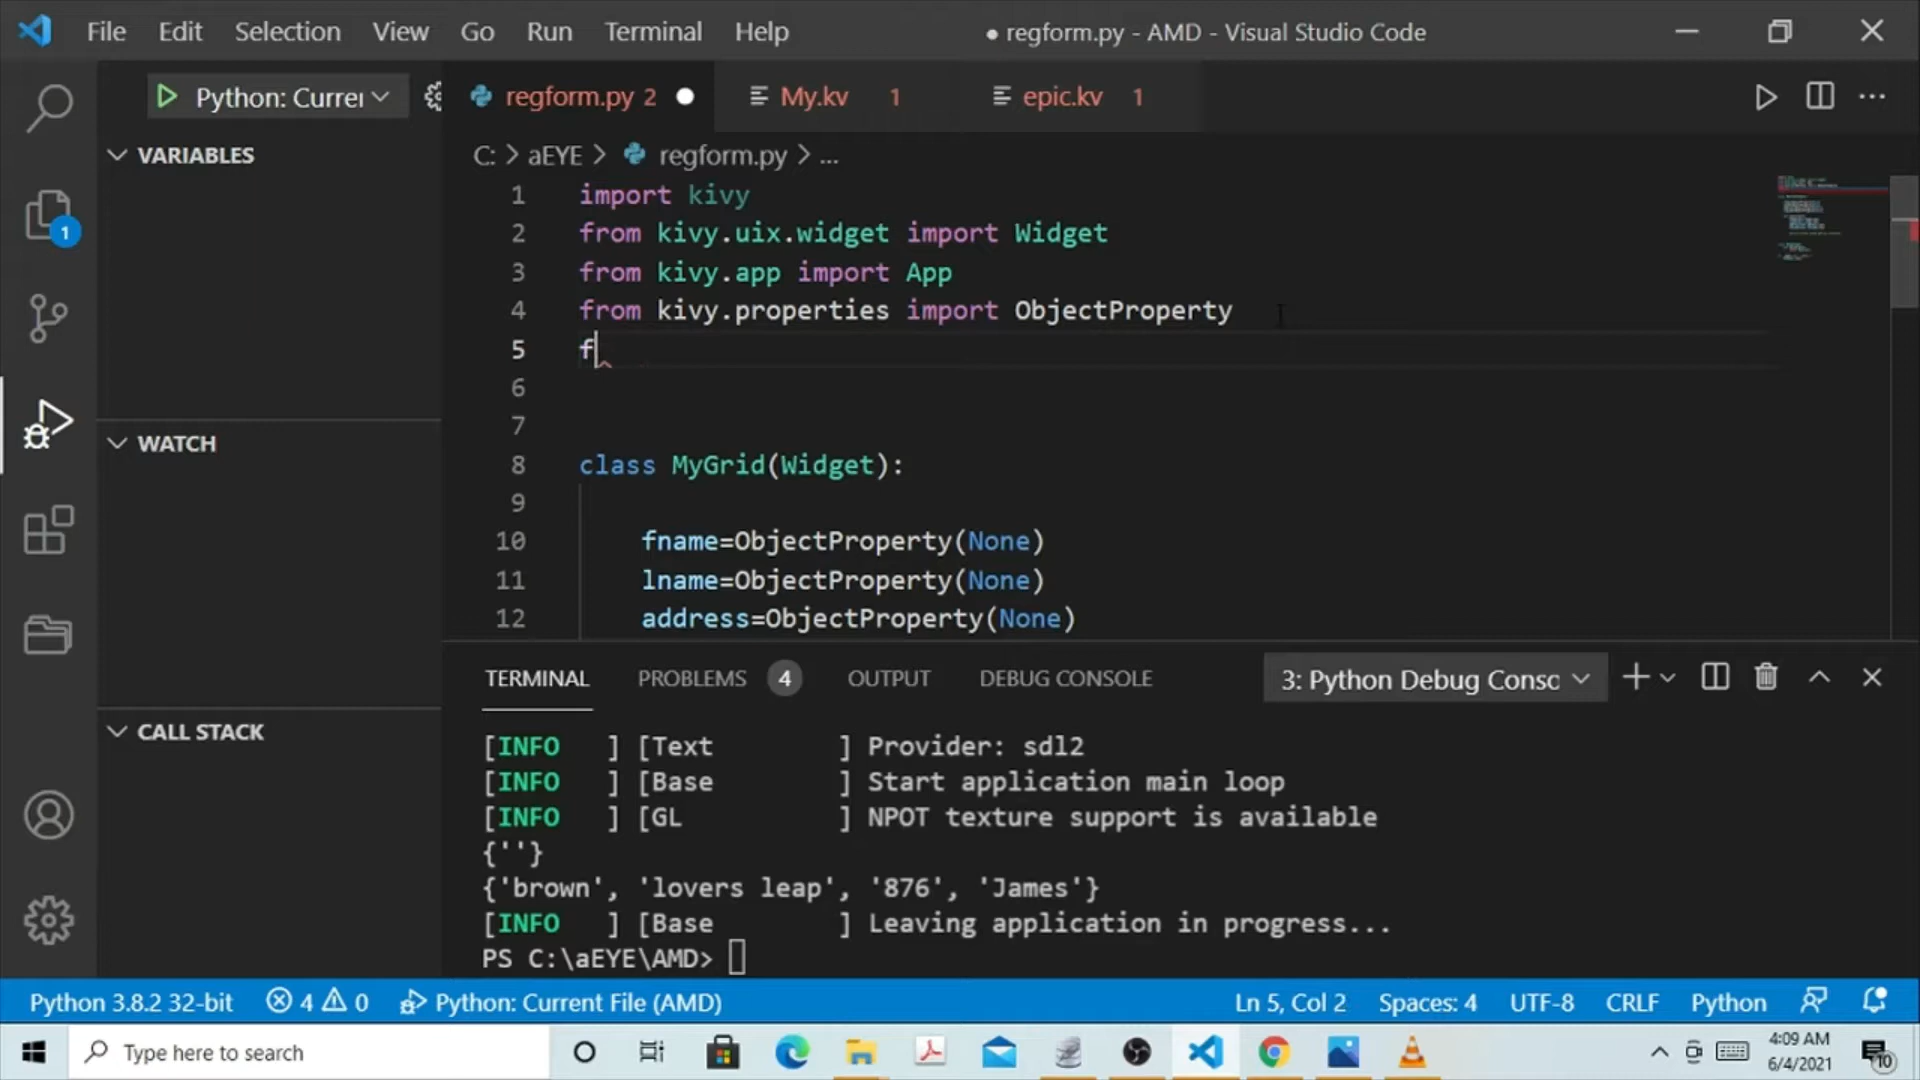 File Edit Selection View Go Run Terminal Help ● regform.py - AMD - Visual Studio Code
Python: Currer regform.py 2 My.kv 1 epic.kv 1
VARIABLES
C: > aEYE > regform.py > ...
1 import kivy
2 from kivy.uix.widget import Widget
3 from kivy.app import App
4 from kivy.properties import ObjectProperty
5 f
6
7
8 class MyGrid(Widget):
9
10 fname=ObjectProperty(None)
11 lname=ObjectProperty(None)
12 address=ObjectProperty(None)
1
WATCH
CALL STACK
TERMINAL PROBLEMS 4 OUTPUT DEBUG CONSOLE 3: Python Debug Consc
[INFO ] [Text ] Provider: sdl2
[INFO ] [Base ] Start application main loop
[INFO ] [GL ] NPOT texture support is available
{''}
{'brown', 'lovers leap', '876', 'James'}
[INFO ] [Base ] Leaving application in progress...
PS C:\aEYE\AMD>
Python 3.8.2 32-bit 4 0 Python: Current File (AMD) Ln 5, Col 2 Spaces: 4 UTF-8 CRLF Python
Type here to search
4:09 AM
6/4/2021
10